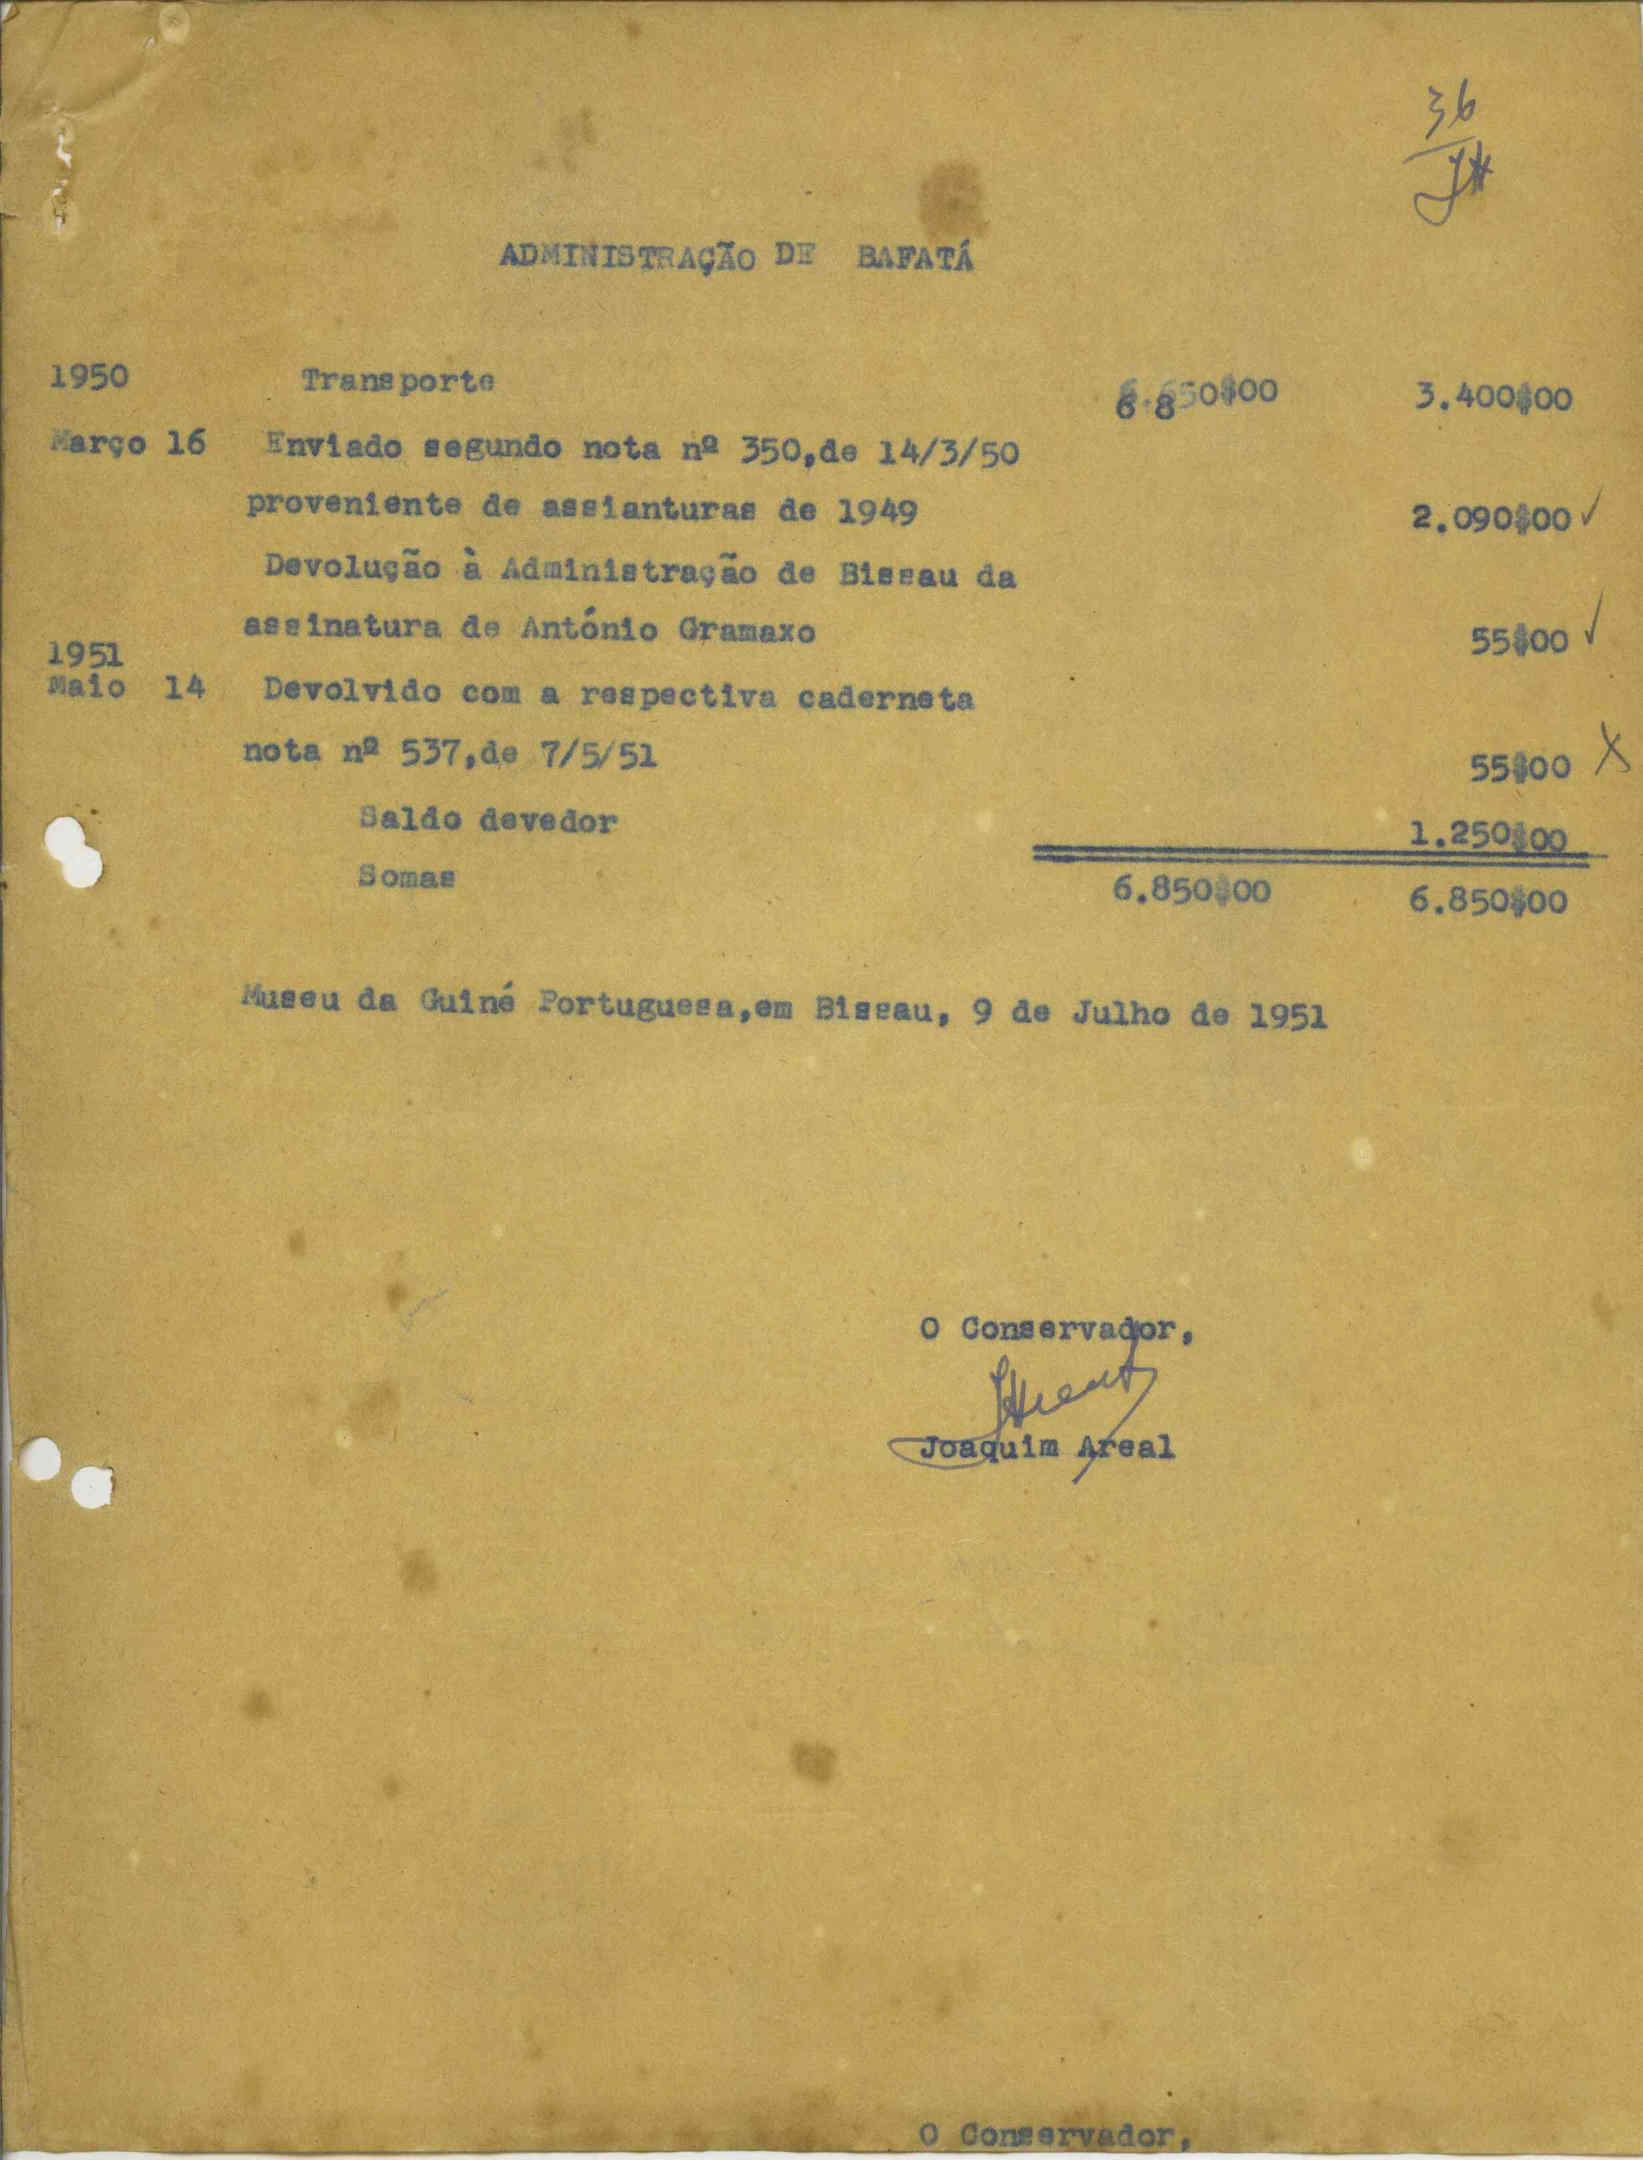 36
JA
ADMINISTRAÇÃO DE BAFATÁ
1950 Transporte 6.850$00 3.400$00
Março 16 Enviado segundo nota nº 350,de 14/3/50
proveniente de assianturas de 1949 2.090$00
Devolução à Administração de Bissau da
assinatura de António Gramaxo 55$00
1951
Maio 14 Devolvido com a respectiva caderneta
nota nº 537,de 7/5/51 55$00
Saldo devedor 1.250$00
Somas 6.850$00 6.850$00
Museu da Guiné Portuguesa,em Bissau, 9 de Julho de 1951
O Conservador,
JAreal
Joaquim Areal
O Conservador,